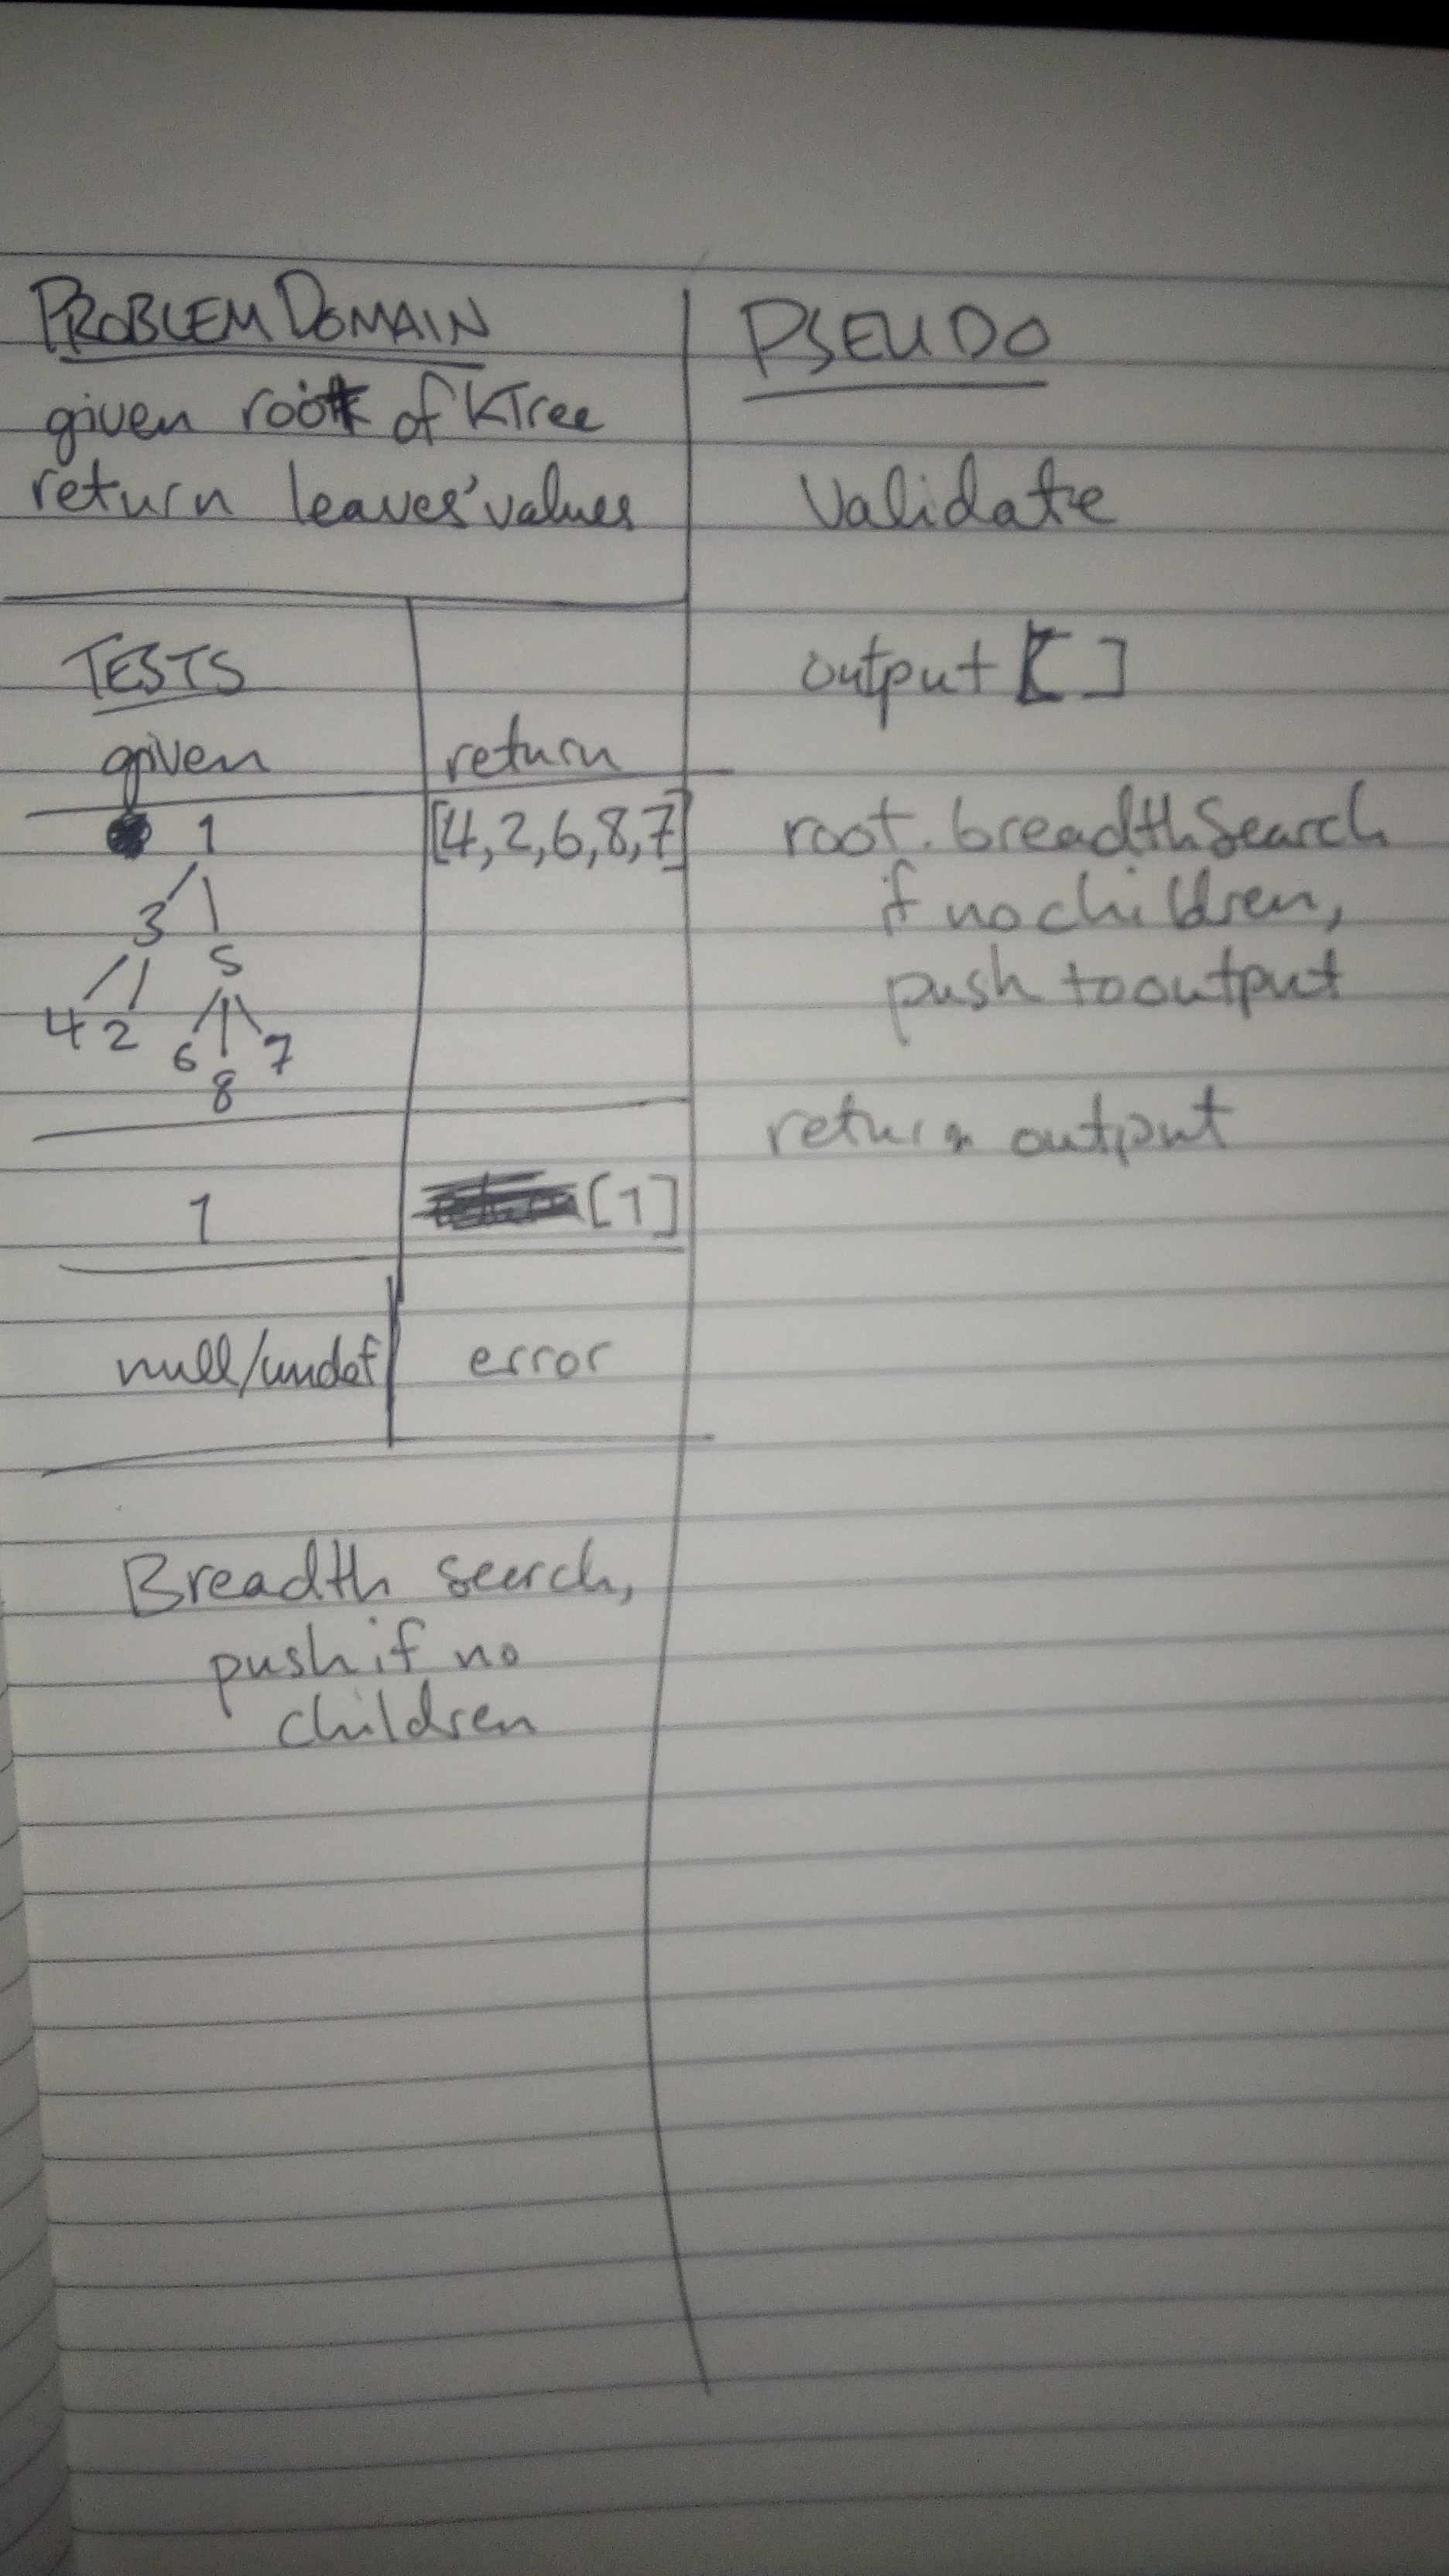 PROBLEM DOMAIN
given root of KTree
return leaves' values
TESTS
given return
1 [4,2,6,8,7]
3
5
4 2
6 7
8
1 [1]
null/undef error
Breadth search,
push if no
children
PSEUDO
Validate
output []
root.breadthSearch
if no children,
push to output
return output